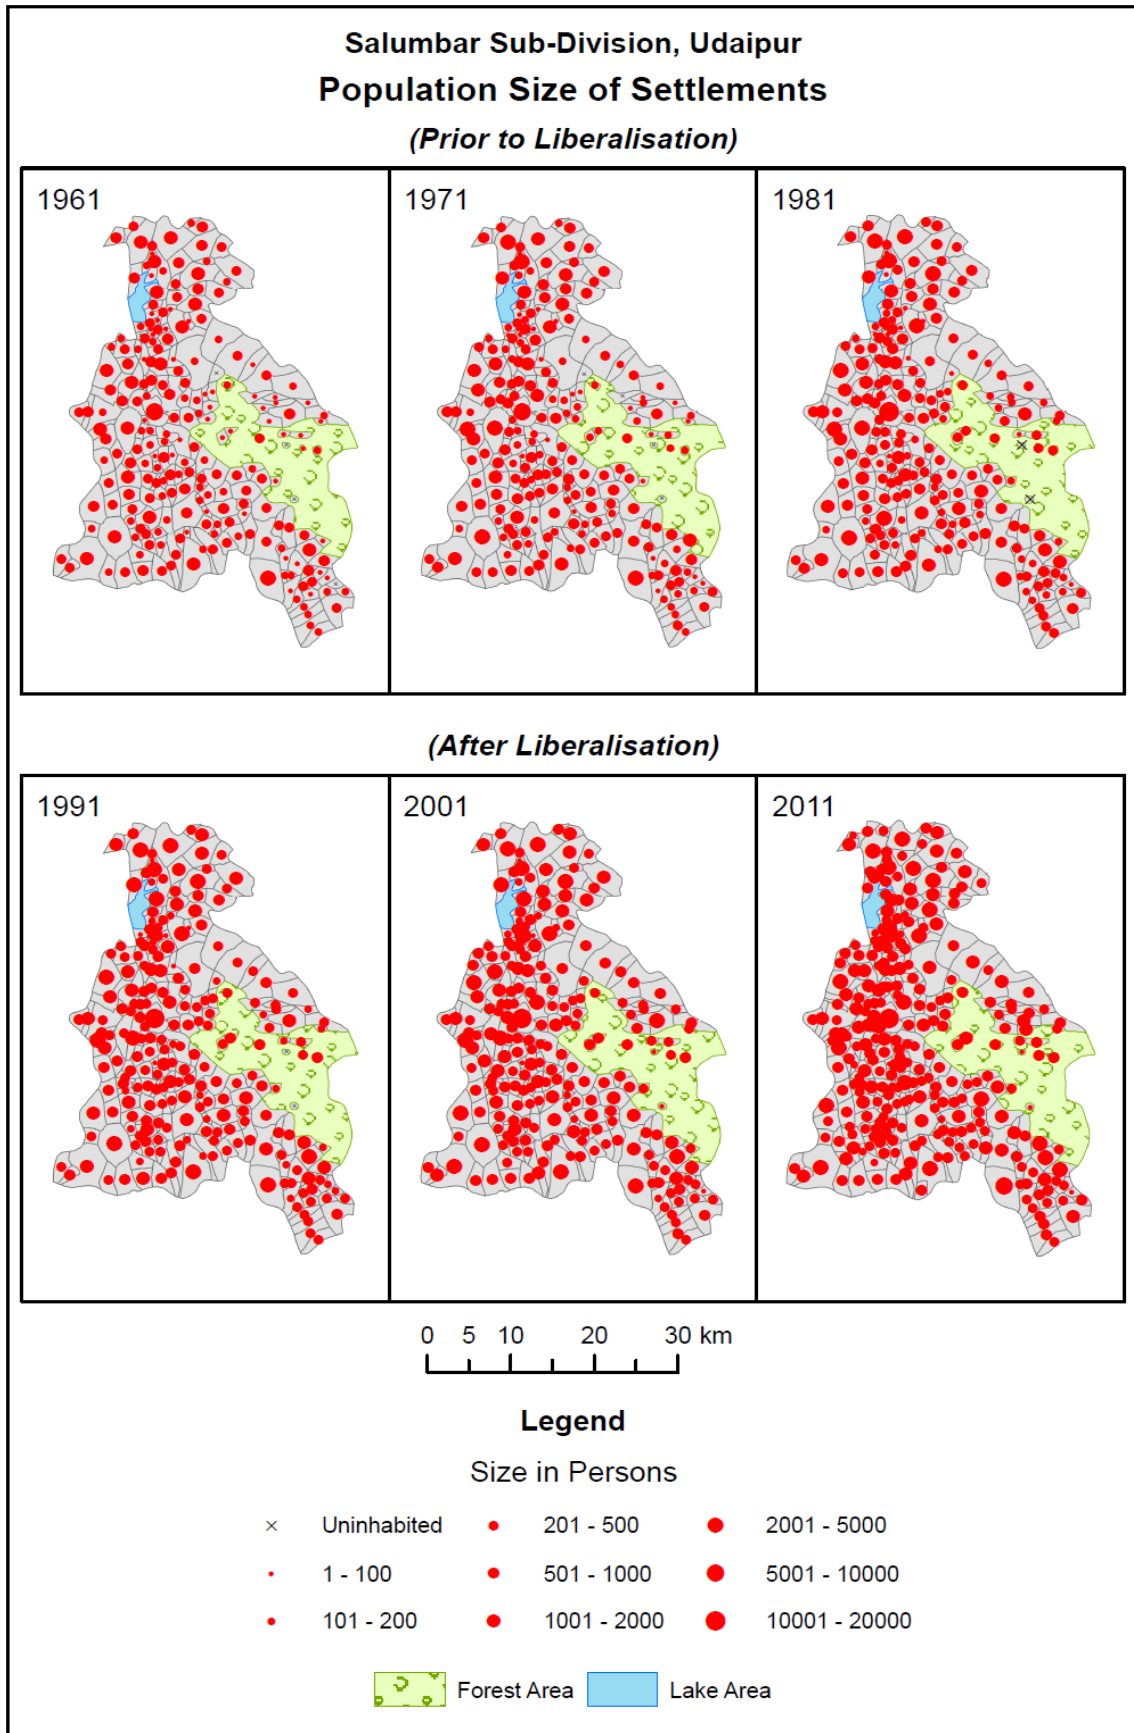 Salumbar Sub-Division, Udaipur
Population Size of Settlements
(Prior to Liberalisation)
1961
1971
1981
(After Liberalisation)
1991
2001
2011
0 5 10 20 30 km
Legend
Size in Persons
Uninhabited
201 - 500
2001 - 5000
1 - 100
501 - 1000
5001 - 10000
101 - 200
1001 - 2000
10001 - 20000
Forest Area
Lake Area